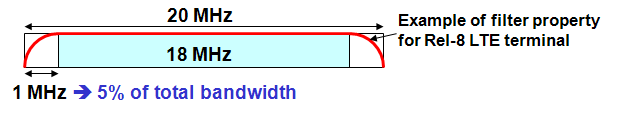 20 MHz
Example of filter property
for Rel-8 LTE terminal
18 MHz
1 MHz ➔ 5% of total bandwidth